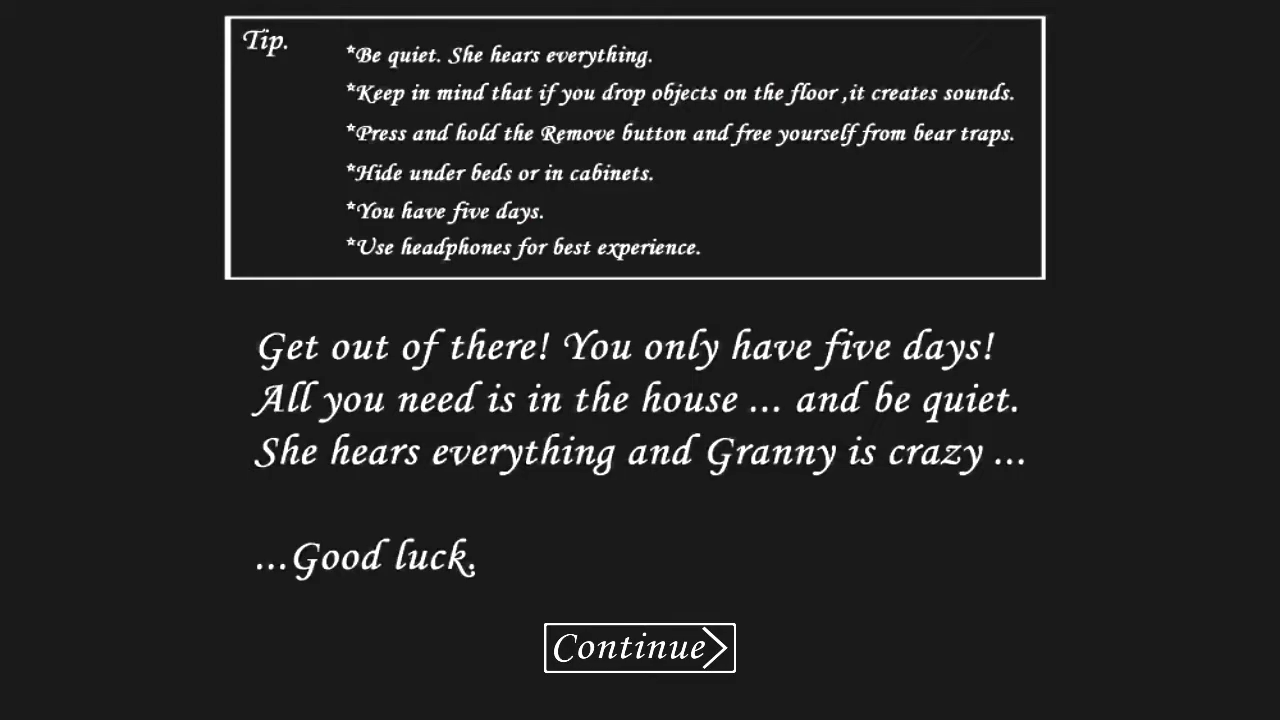 Tip.
*Be quiet. She hears everything.
*Keep in mind that if you drop objects on the floor ,it creates sounds.
*Press and hold the Remove button and free yourself from bear traps.
*Hide under beds or in cabinets.
*You have five days.
*Use headphones for best experience.
Get out of there! You only have five days!
All you need is in the house ... and be quiet.
She hears everything and Granny is crazy ...
...Good luck.
Continue>